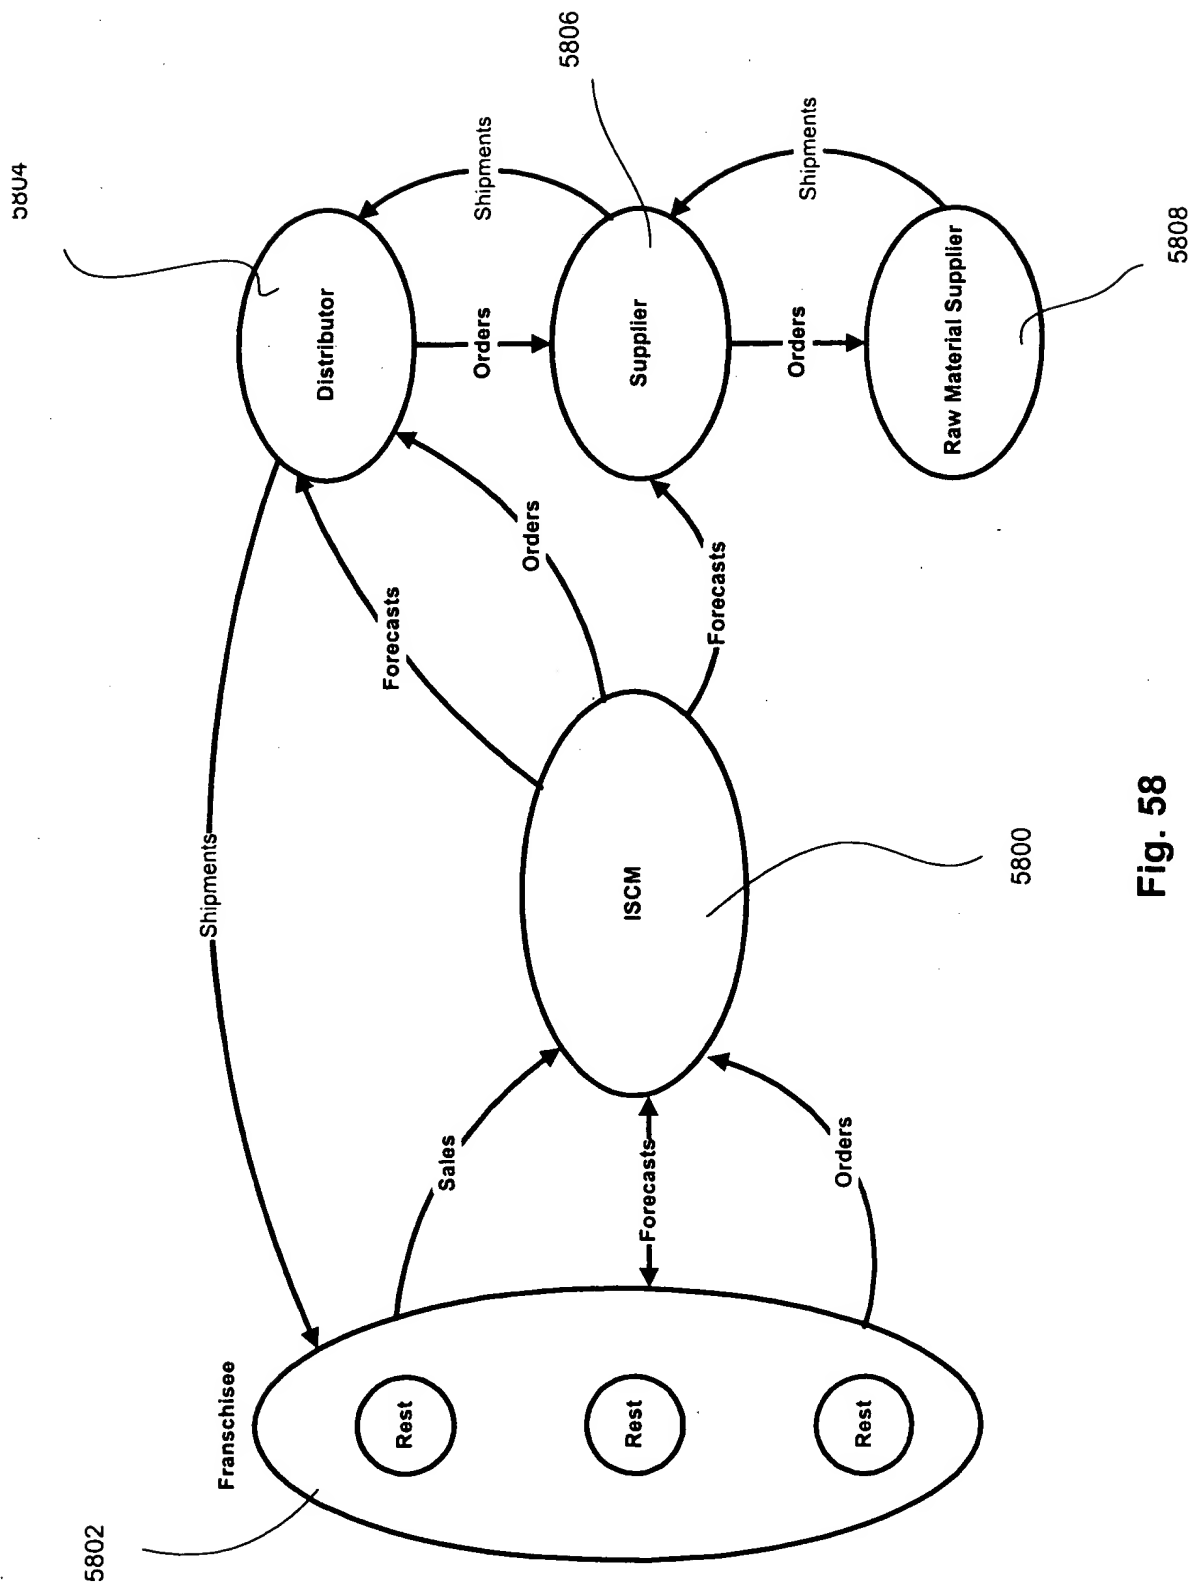 5804
5802
Franschisee
Shipments
Distributor
Rest
Sales
Forecasts
Orders
Orders
Shipments
Rest
Forecasts
ISCM
Forecasts
Supplier
5806
Rest
Orders
Orders
Shipments
Raw Material Supplier
5800
5808
Fig. 58